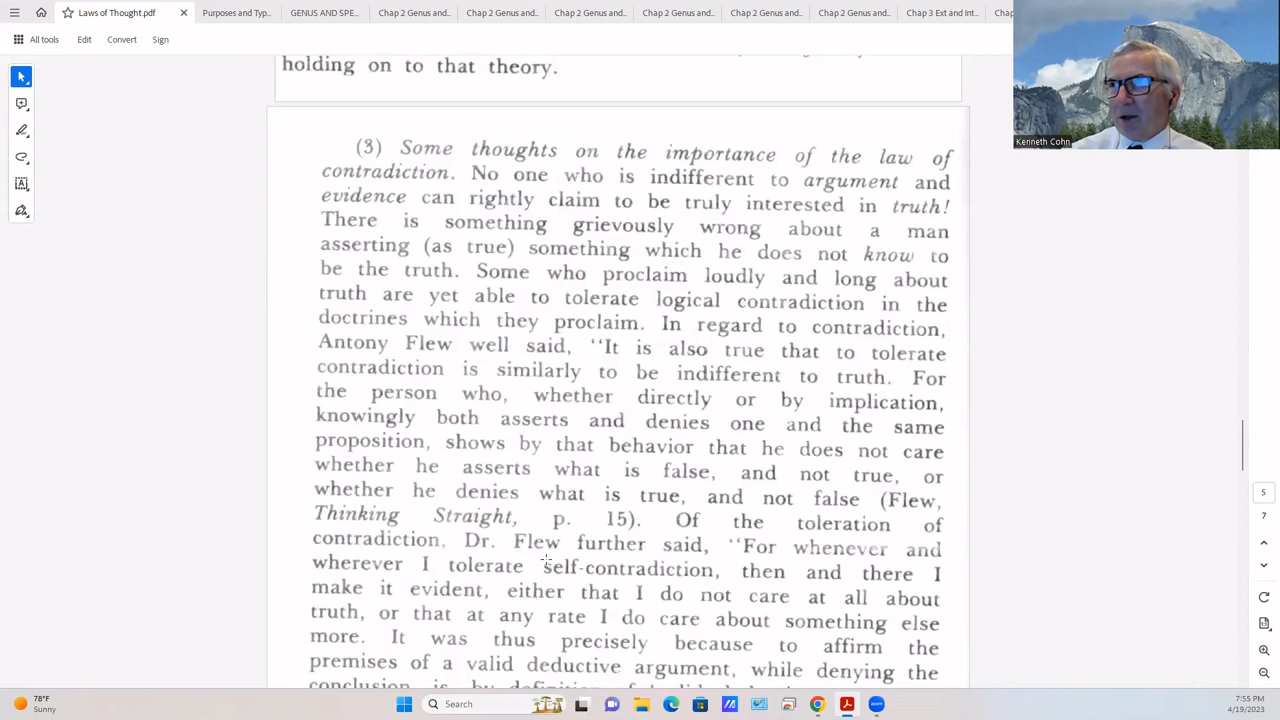 Laws of Thought.pdf
Purposes and Typ...
GENUS AND SPE...
Chap 2 Genus and...
Chap 2 Genus and...
Chap 2 Genus and...
Chap 2 Genus and...
Chap 2 Genus and...
Chap 2 Genus and...
Chap 3 Ext and Int...
All tools
Edit
Convert
Sign
Kenneth Cohn
holding on to that theory.
(3) Some thoughts on the importance of the law of
contradiction. No one who is indifferent to argument and
evidence can rightly claim to be truly interested in truth!
There is something grievously wrong about a man
asserting (as true) something which he does not know to
be the truth. Some who proclaim loudly and long about
truth are yet able to tolerate logical contradiction in the
doctrines which they proclaim. In regard to contradiction,
Antony Flew well said, "It is also true that to tolerate
contradiction is similarly to be indifferent to truth. For
the person who, whether directly or by implication,
knowingly both asserts and denies one and the same
proposition, shows by that behavior that he does not care
whether he asserts what is false, and not true, or
whether he denies what is true, and not false (Flew,
Thinking Straight, p. 15). Of the toleration of
contradiction, Dr. Flew further said, "For whenever and
wherever I tolerate self-contradiction, then and there I
make it evident, either that I do not care at all about
truth, or that at any rate I do care about something else
more. It was thus precisely because to affirm the
premises of a valid deductive argument, while denying the
5
7
78°F
Sunny
Search
7:55 PM
4/19/2023